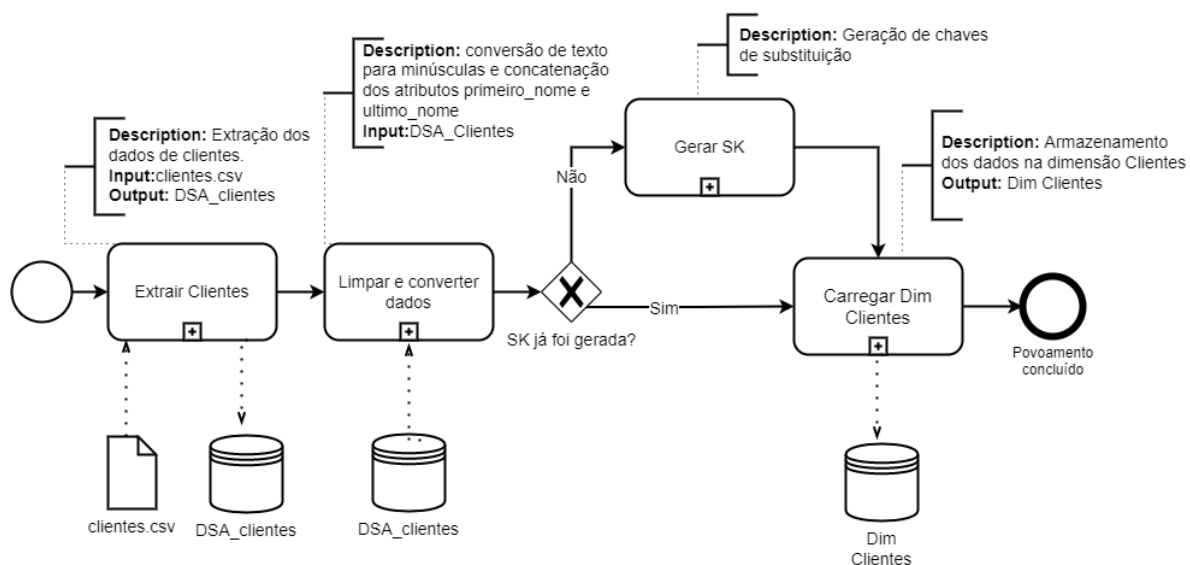 Description: Extração dos
dados de clientes.
Input:clientes.csv
Output: DSA_clientes
Description: conversão de texto
para minúsculas e concatenação
dos atributos primeiro_nome e
ultimo_nome
Input:DSA_Clientes
Description: Geração de chaves
de substituição
Description: Armazenamento
dos dados na dimensão Clientes
Output: Dim Clientes
Extrair Clientes
Limpar e converter
dados
SK já foi gerada?
Não
Sim
Gerar SK
Carregar Dim
Clientes
Povoamento
concluído
clientes.csv
DSA_clientes
DSA_clientes
Dim
Clientes